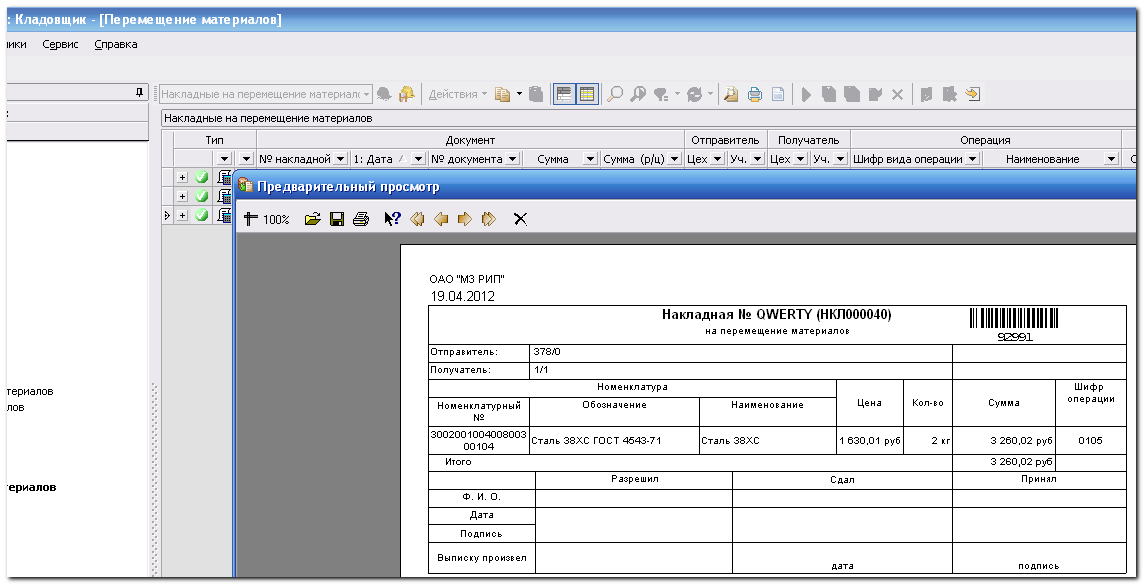 : Кладовщик - [Перемещение материалов]
ики Сервис Справка
Накладные на перемещение материалс Действия
:
Накладные на перемещение материалов
Тип Документ Отправитель Получатель Операция
№ накладной 1: Дата № документа Сумма Сумма (р/ц) Цех Уч. Цех Уч. Шифр вида операции Наименование
Предварительный просмотр
100%
ОАО "МЗ РИП"
19.04.2012
Накладная № QWERTY (НКЛ000040)
на перемещение материалов
92991
Отправитель: 378/0
Получатель: 1/1
Номенклатура Цена Кол-во Сумма Шифр операции
Номенклатурный № Обозначение Наименование
3002001004008003
00104
Сталь 38ХС ГОСТ 4543-71 Сталь 38ХС 1 630,01 руб 2 кг 3 260,02 руб 0105
Итого 3 260,02 руб
Разрешил Сдал Принял
Ф. И. О.
Дата
Подпись
Выписку произвел дата подпись
териалов
лов
ериалов